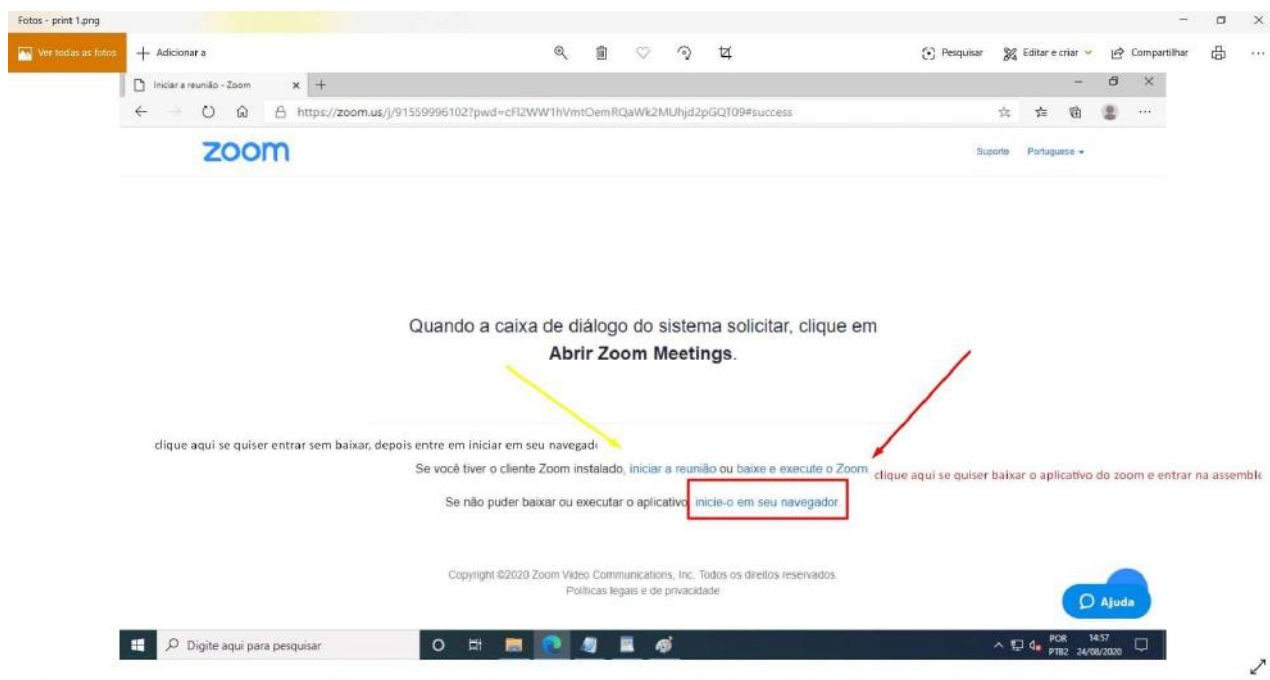 Fotos - print 1.png
Ver todas as fotos
Adicionar a
Pesquisar
Editar e criar
Compartilhar
Iniciar a reunião - Zoom
https://zoom.us/j/91559996102?pwd=cFl2WW1hVmtOemRQaWk2MUhjd2pGQT09#success
zoom
Suporte
Portuguese
Quando a caixa de diálogo do sistema solicitar, clique em
Abrir Zoom Meetings.
clique aqui se quiser entrar sem baixar, depois entre em iniciar em seu navegad
Se você tiver o cliente Zoom instalado, iniciar a reunião ou baixe e execute o Zoom
clique aqui se quiser baixar o aplicativo do zoom e entrar na assemble
Se não puder baixar ou executar o aplicativo, inicie-o em seu navegador.
Copyright ©2020 Zoom Video Communications, Inc. Todos os direitos reservados.
Políticas legais e de privacidade
Ajuda
Digite aqui para pesquisar
POR 14:57
PTB2 24/08/2020